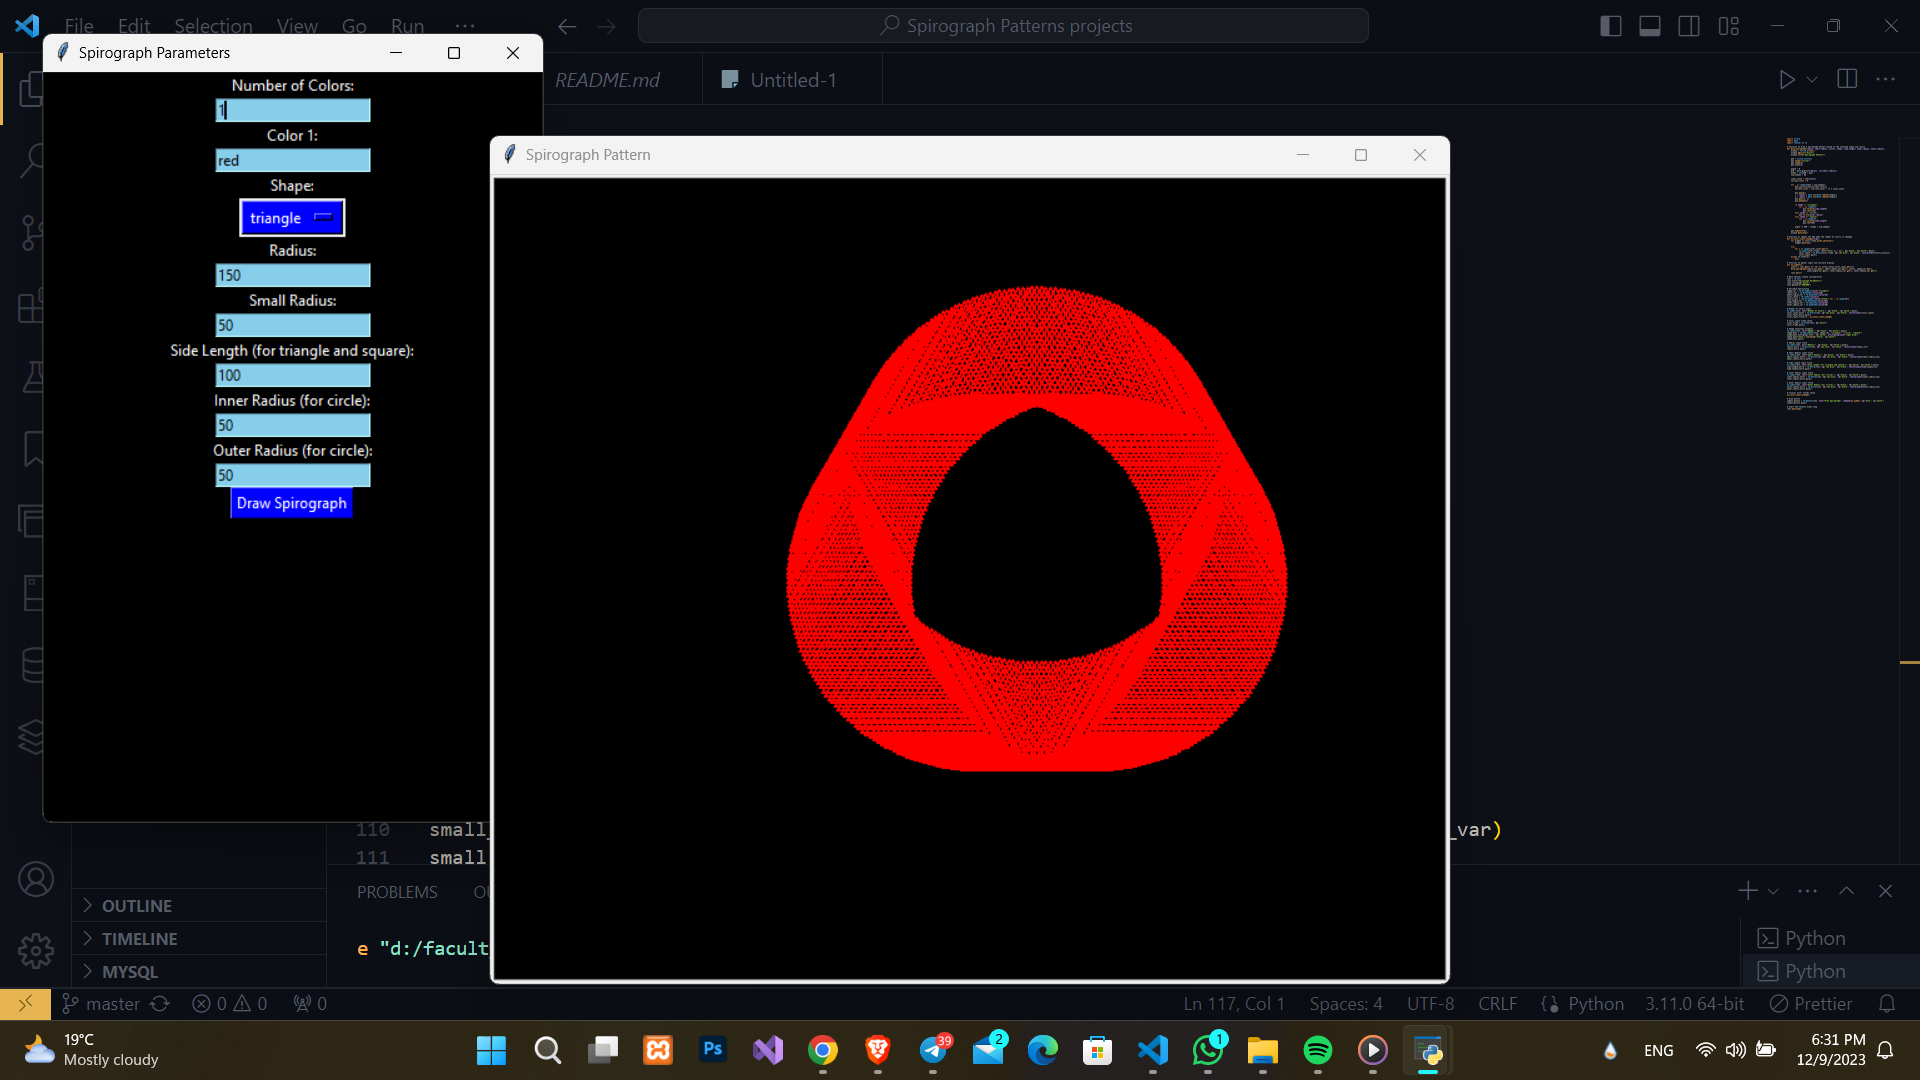 File Edit Selection View Go Run ...
Spirograph Patterns projects
Spirograph Parameters
README.md
Untitled-1
Number of Colors:
1
Color 1:
red
Shape:
triangle
Radius:
150
Small Radius:
50
Side Length (for triangle and square):
100
Inner Radius (for circle):
50
Outer Radius (for circle):
50
Draw Spirograph
Spirograph Pattern
110 small_ _var)
111 small
PROBLEMS OU
e "d:/facult
OUTLINE
TIMELINE
MYSQL
Python
Python
master 0 0 0
Ln 117, Col 1 Spaces: 4 UTF-8 CRLF Python 3.11.0 64-bit Prettier
19°C
Mostly cloudy
Ps
39
2
1
ENG
6:31 PM
12/9/2023